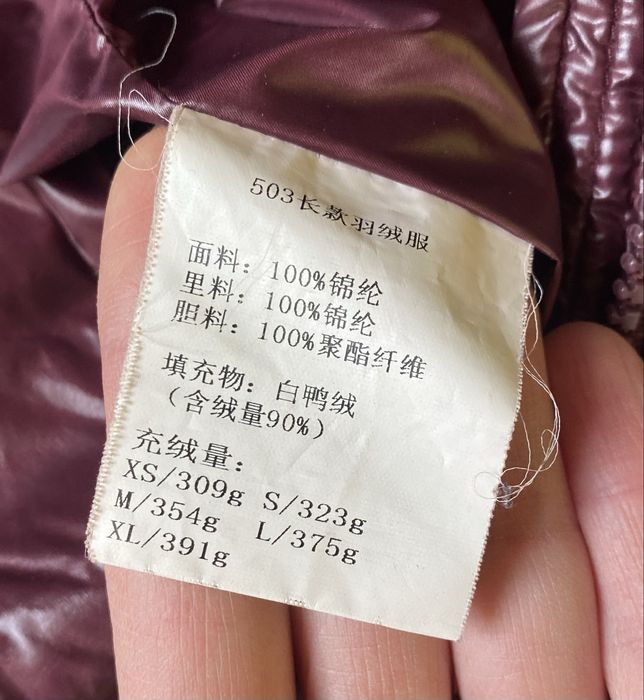 503长款羽绒服
面料：100%锦纶
里料：100%锦纶
胆料：100%聚酯纤维
填充物：白鸭绒
（含绒量90%）
充绒量：
XS/309g S/323g
M/354g L/375g
XL/391g